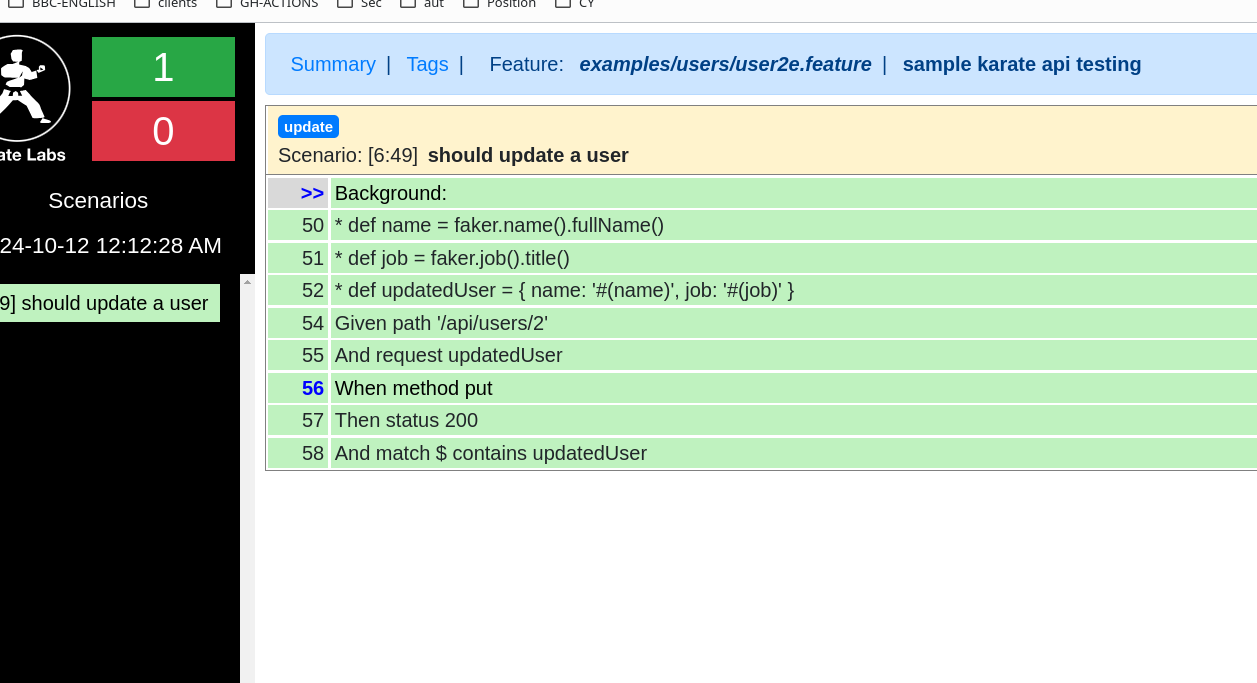 BBC-ENGLISH clients GH-ACTIONS Sec aut Position CY
1
0
ate Labs
Scenarios
24-10-12 12:12:28 AM
9] should update a user
Summary | Tags | Feature: examples/users/user2e.feature | sample karate api testing
update
Scenario: [6:49] should update a user
>> Background:
50 * def name = faker.name().fullName()
51 * def job = faker.job().title()
52 * def updatedUser = { name: '#(name)', job: '#(job)' }
54 Given path '/api/users/2'
55 And request updatedUser
56 When method put
57 Then status 200
58 And match $ contains updatedUser